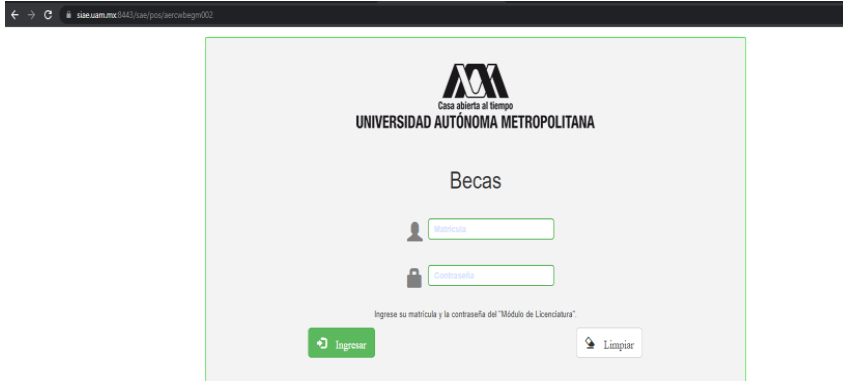 siae.uam.mx:8443/sae/pos/aercwbegm002
Casa abierta al tiempo
UNIVERSIDAD AUTÓNOMA METROPOLITANA
Becas
Matrícula
Contraseña
Ingrese su matrícula y la contraseña del "Módulo de Licenciatura".
Ingresar
Limpiar